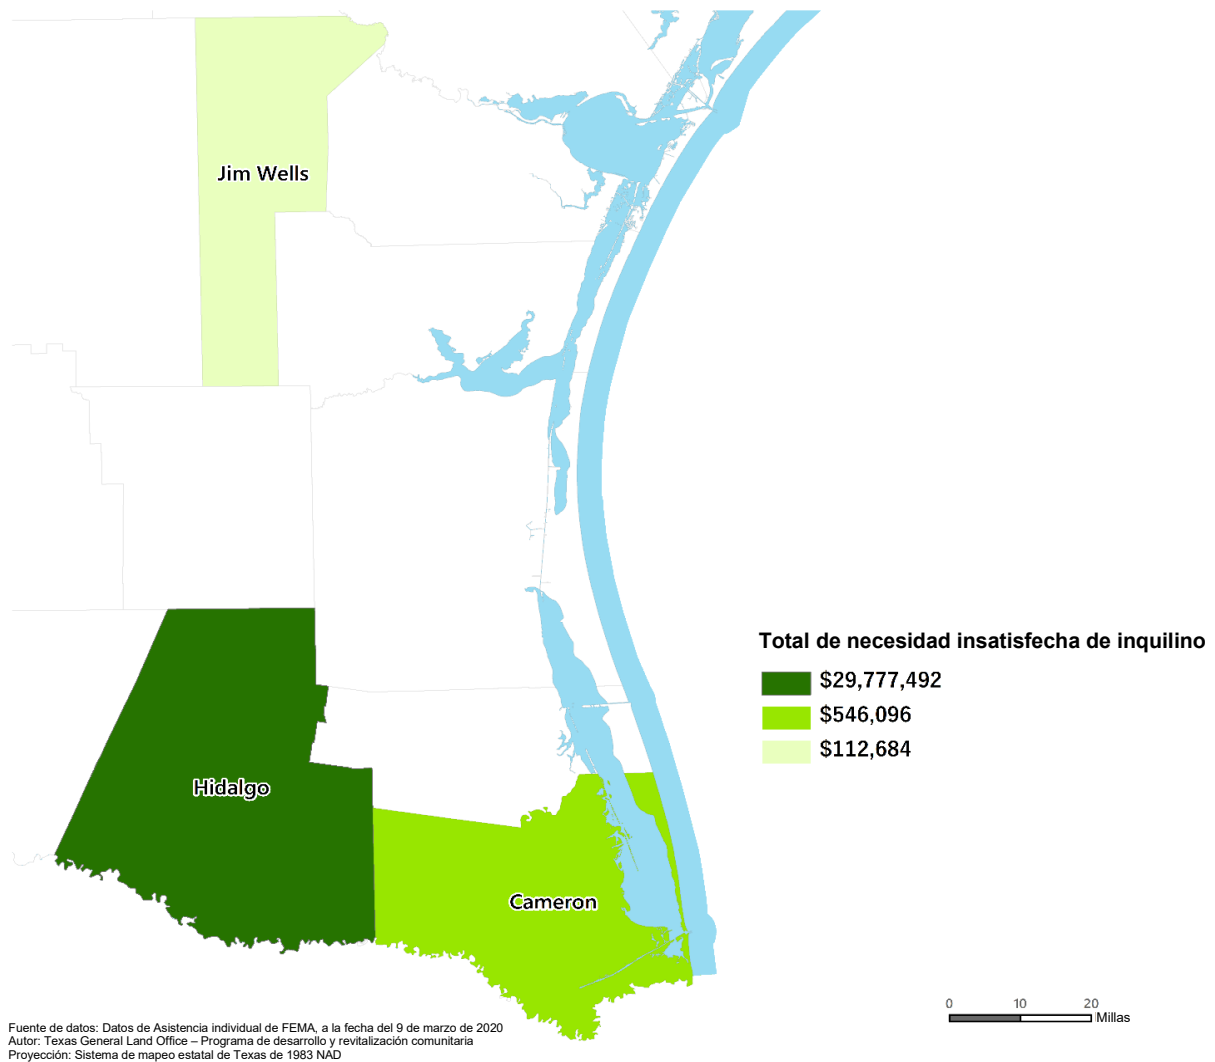 Jim Wells
Total de necesidad insatisfecha de inquilino
$29,777,492
$546,096
$112,684
Hidalgo
Cameron
0 10 20
Millas
Fuente de datos: Datos de Asistencia individual de FEMA, a la fecha del 9 de marzo de 2020
Autor: Texas General Land Office – Programa de desarrollo y revitalización comunitaria
Proyección: Sistema de mapeo estatal de Texas de 1983 NAD